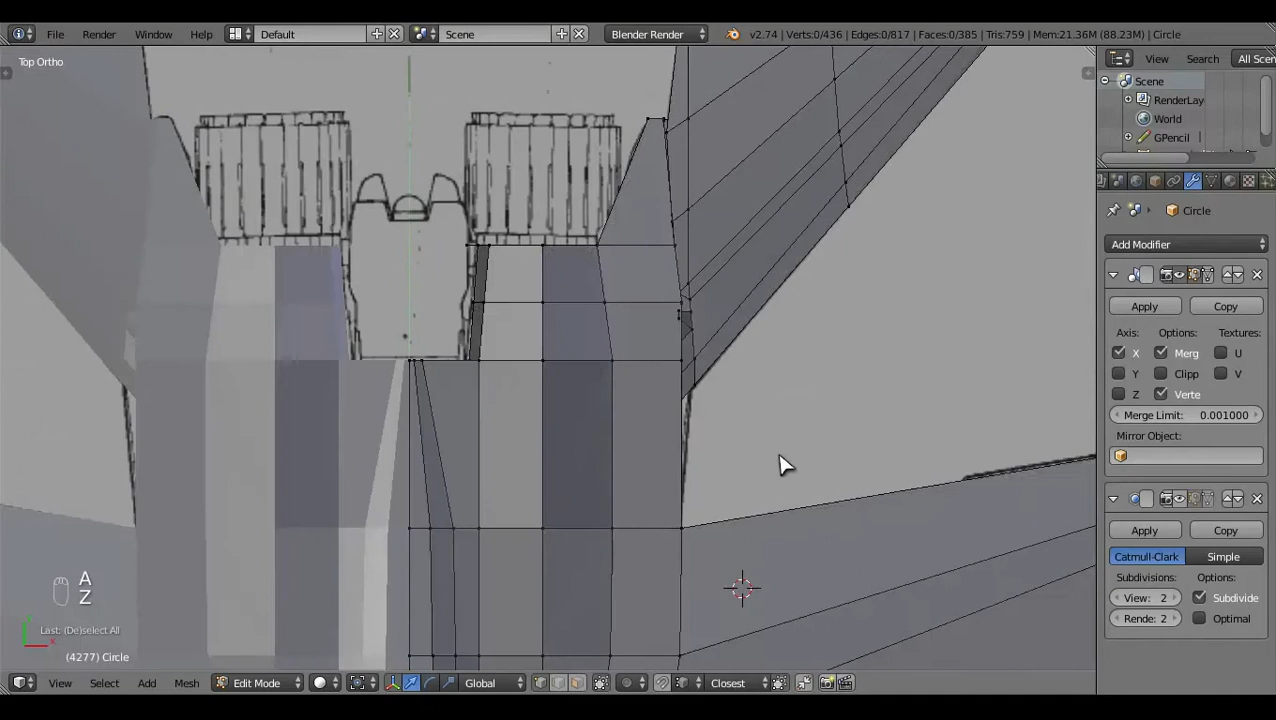 File Render Window Help Default Scene Blender Render v2.74 | Verts:0/436 | Edges:0/817 | Faces:0/385 | Tris:759 | Mem:21.36M (88.23M) | Circle
Top Ortho
View Search All Scen
Scene
RenderLay
World
GPencil
Circle
Add Modifier
Apply Copy
Axis: Options: Textures:
X Merg U
Y Clipp V
Z Verte
Merge Limit: 0.001000
Mirror Object:
Apply Copy
Catmull-Clark Simple
Subdivisions: Options:
View: 2 Subdivide
Rende: 2 Optimal
A
Z
Last: (De)select All
(4277) Circle
View Select Add Mesh Edit Mode Global Closest